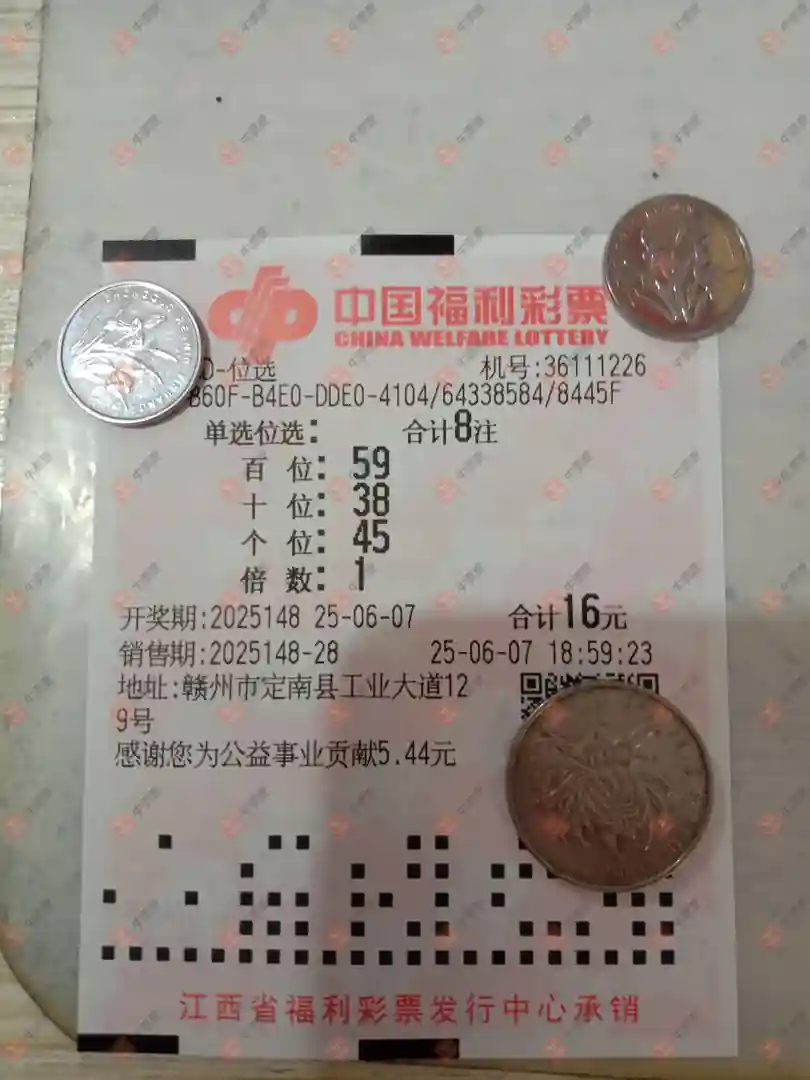 中国福利彩票
CHINA WELFARE LOTTERY
D-位选 机号:36111226
860F-B4E0-DDE0-4104/64338584/8445F
单选位选: 合计8注
百 位: 59
十 位: 38
个 位: 45
倍 数: 1
开奖期:2025148 25-06-07 合计16元
销售期:2025148-28 25-06-07 18:59:23
地址:赣州市定南县工业大道12
9号
感谢您为公益事业贡献5.44元
江西省福利彩票发行中心承销